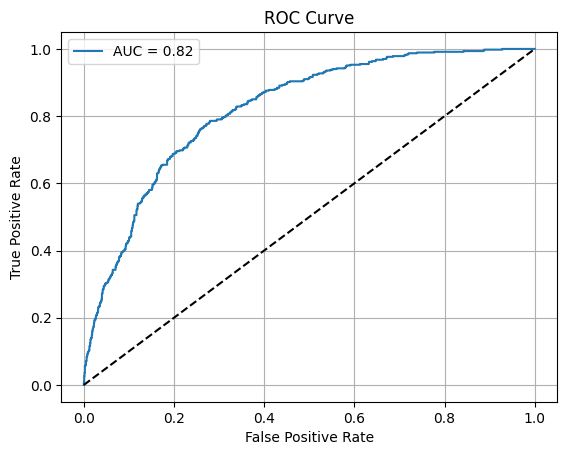 ROC Curve
AUC = 0.82
True Positive Rate
1.0
0.8
0.6
0.4
0.2
0.0
0.0 0.2 0.4 0.6 0.8 1.0
False Positive Rate